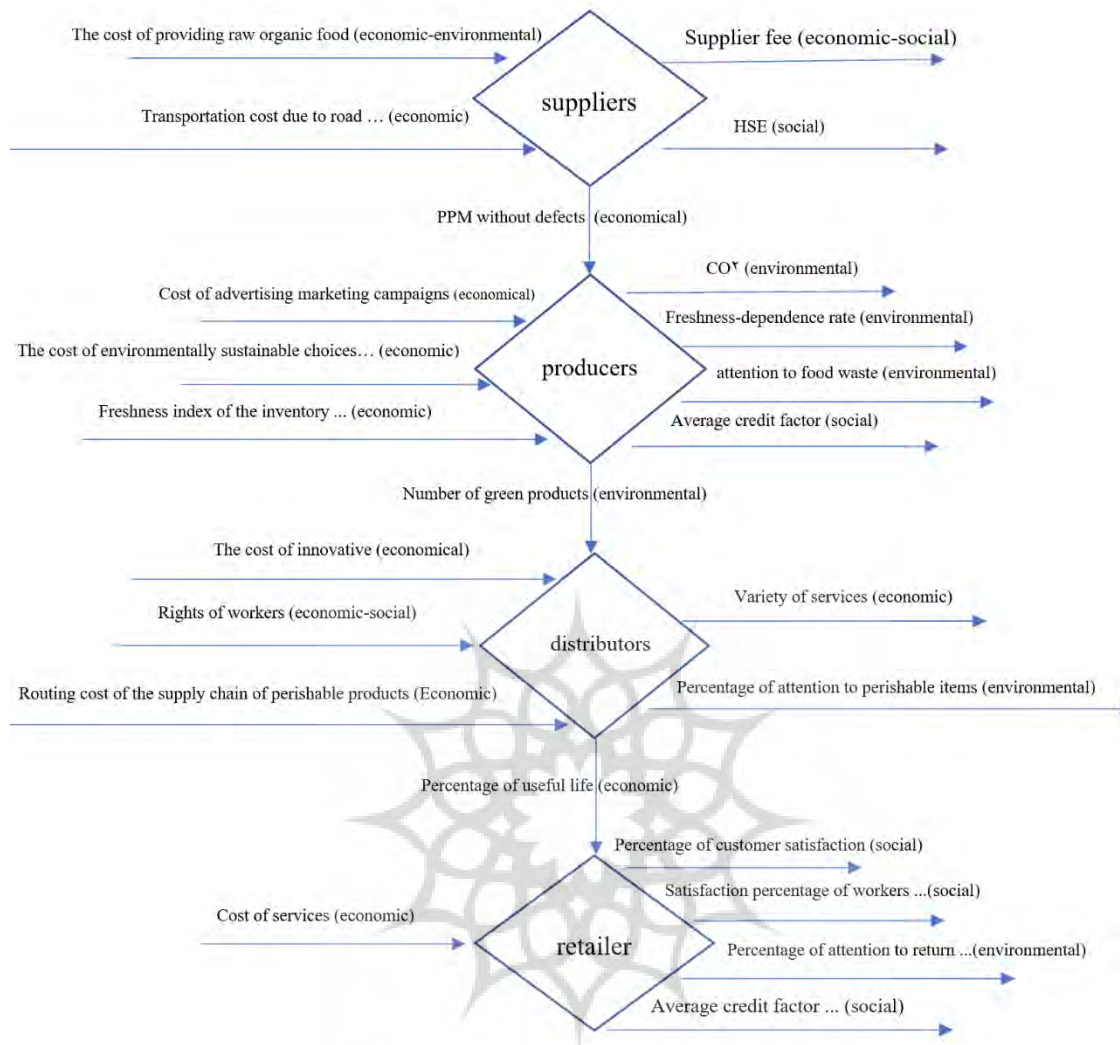 The cost of providing raw organic food (economic-environmental)
Supplier fee (economic-social)
suppliers
Transportation cost due to road … (economic)
HSE (social)
PPM without defects (economical)
CO۲ (environmental)
Cost of advertising marketing campaigns (economical)
Freshness-dependence rate (environmental)
The cost of environmentally sustainable choices… (economic)
producers
attention to food waste (environmental)
Freshness index of the inventory ... (economic)
Average credit factor (social)
Number of green products (environmental)
The cost of innovative (economical)
Variety of services (economic)
Rights of workers (economic-social)
distributors
Routing cost of the supply chain of perishable products (Economic)
Percentage of attention to perishable items (environmental)
Percentage of useful life (economic)
Percentage of customer satisfaction (social)
Satisfaction percentage of workers ...(social)
Cost of services (economic)
retailer
Percentage of attention to return ...(environmental)
Average credit factor ... (social)